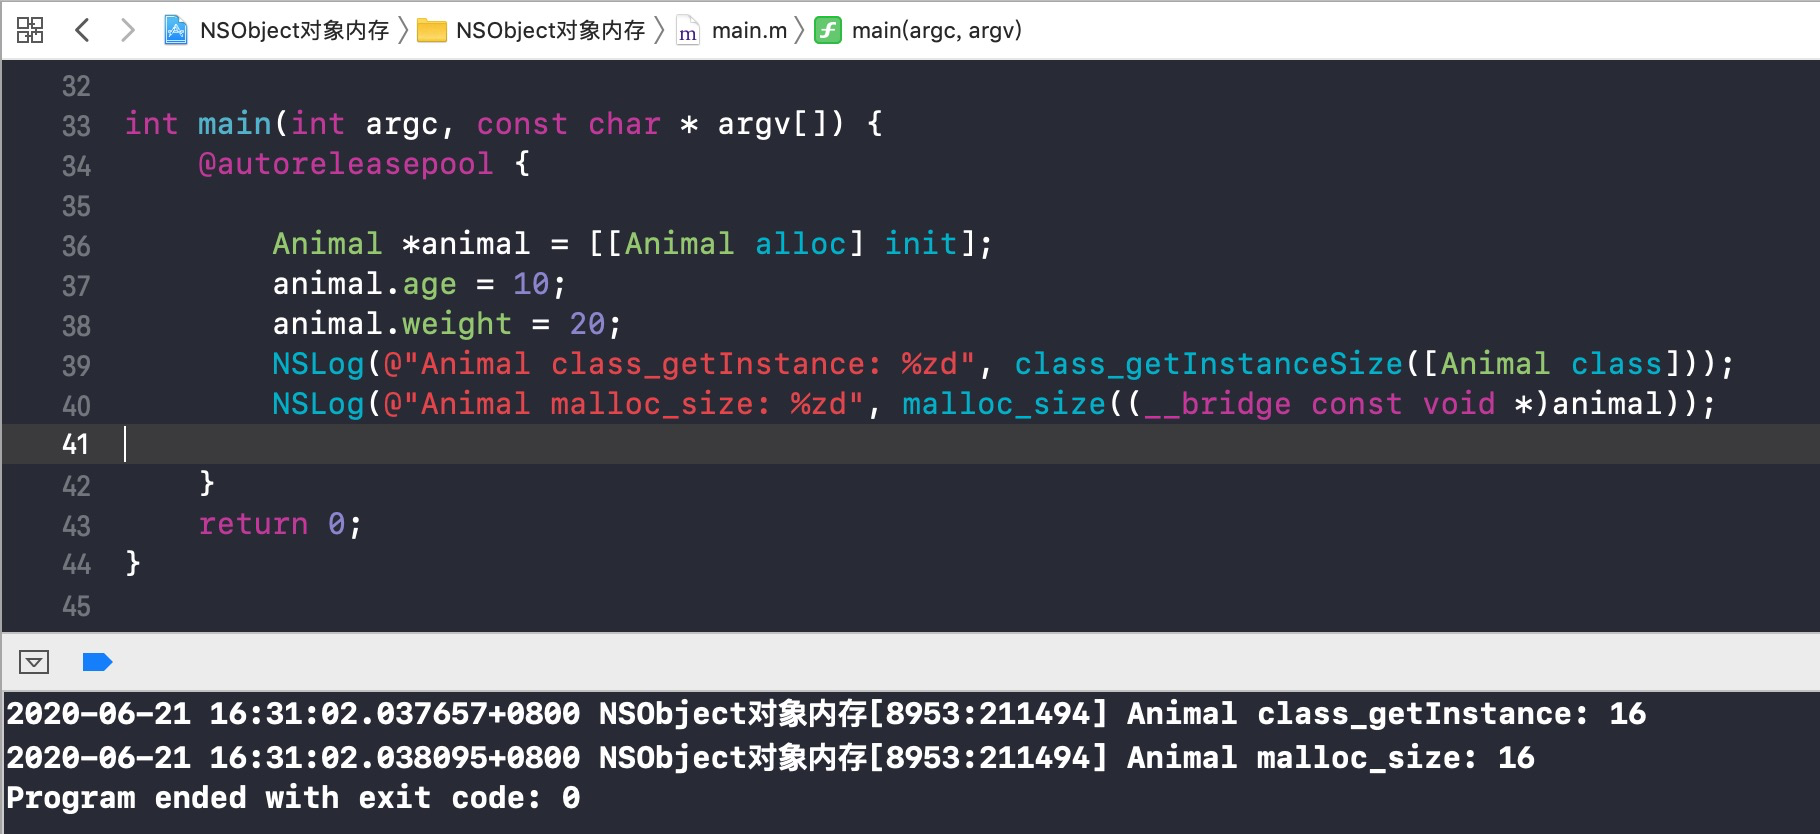 NSObject对象内存 NSObject对象内存 m main.m f main(argc, argv)
32
33 int main(int argc, const char * argv[]) {
34 @autoreleasepool {
35
36 Animal *animal = [[Animal alloc] init];
37 animal.age = 10;
38 animal.weight = 20;
39 NSLog(@"Animal class_getInstance: %zd", class_getInstanceSize([Animal class]));
40 NSLog(@"Animal malloc_size: %zd", malloc_size((__bridge const void *)animal));
41
42 }
43 return 0;
44 }
45
2020-06-21 16:31:02.037657+0800 NSObject对象内存[8953:211494] Animal class_getInstance: 16
2020-06-21 16:31:02.038095+0800 NSObject对象内存[8953:211494] Animal malloc_size: 16
Program ended with exit code: 0